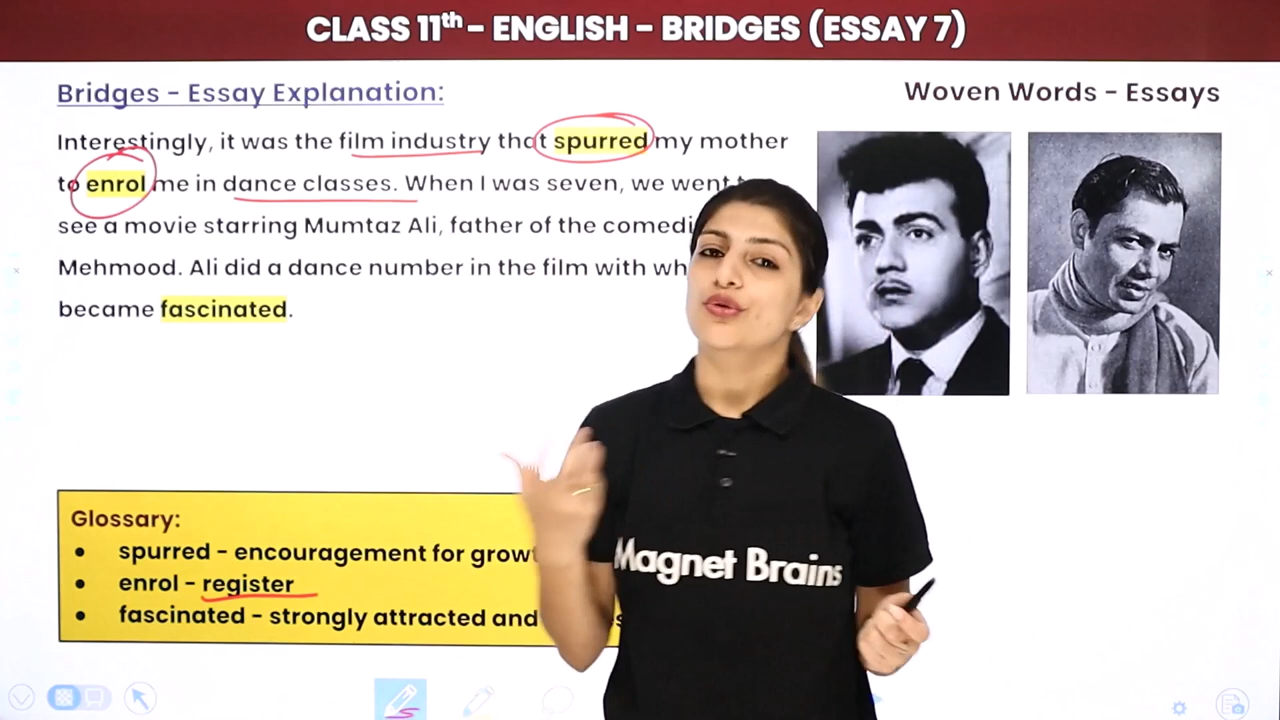 CLASS 11th - ENGLISH - BRIDGES (ESSAY 7)
Bridges - Essay Explanation:
Woven Words - Essays
Interestingly, it was the film industry that spurred my mother
to enrol me in dance classes. When I was seven, we went
see a movie starring Mumtaz Ali, father of the
Mehmood. Ali did a dance number in the film with
became fascinated.
Glossary:
• spurred - encouragement for
• enrol - register
• fascinated - strongly attracted and
Magnet Brains